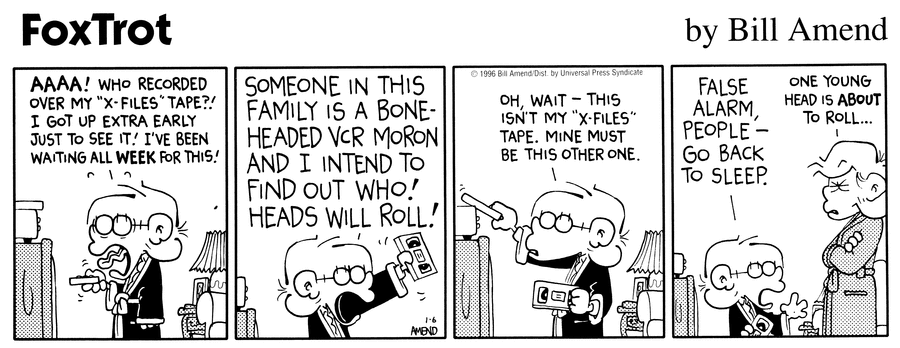 FoxTrot
by Bill Amend
AAAA! WHO RECORDED
OVER MY "X-FILES" TAPE?!
I GOT UP EXTRA EARLY
JUST TO SEE IT! I'VE BEEN
WAITING ALL WEEK FOR THIS!
SOMEONE IN THIS
FAMILY IS A BONE-
HEADED VCR MORON
AND I INTEND TO
FIND OUT WHO!
HEADS WILL ROLL!
1-6
AMEND
© 1996 Bill Amend/Dist. by Universal Press Syndicate
OH, WAIT – THIS
ISN'T MY "X-FILES"
TAPE. MINE MUST
BE THIS OTHER ONE.
FALSE
ALARM,
PEOPLE –
GO BACK
TO SLEEP.
ONE YOUNG
HEAD IS ABOUT
TO ROLL...